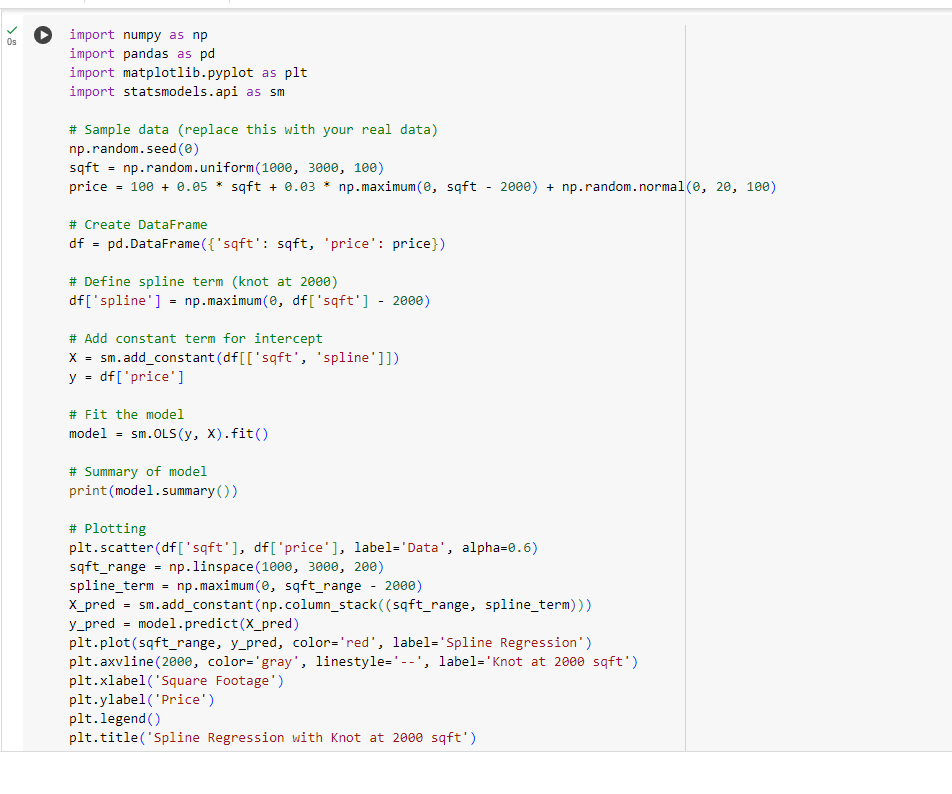 0s
import numpy as np
import pandas as pd
import matplotlib.pyplot as plt
import statsmodels.api as sm
# Sample data (replace this with your real data)
np.random.seed(0)
sqft = np.random.uniform(1000, 3000, 100)
price = 100 + 0.05 * sqft + 0.03 * np.maximum(0, sqft - 2000) + np.random.normal(0, 20, 100)
# Create DataFrame
df = pd.DataFrame({'sqft': sqft, 'price': price})
# Define spline term (knot at 2000)
df['spline'] = np.maximum(0, df['sqft'] - 2000)
# Add constant term for intercept
X = sm.add_constant(df[['sqft', 'spline']])
y = df['price']
# Fit the model
model = sm.OLS(y, X).fit()
# Summary of model
print(model.summary())
# Plotting
plt.scatter(df['sqft'], df['price'], label='Data', alpha=0.6)
sqft_range = np.linspace(1000, 3000, 200)
spline_term = np.maximum(0, sqft_range - 2000)
X_pred = sm.add_constant(np.column_stack((sqft_range, spline_term)))
y_pred = model.predict(X_pred)
plt.plot(sqft_range, y_pred, color='red', label='Spline Regression')
plt.axvline(2000, color='gray', linestyle='--', label='Knot at 2000 sqft')
plt.xlabel('Square Footage')
plt.ylabel('Price')
plt.legend()
plt.title('Spline Regression with Knot at 2000 sqft')